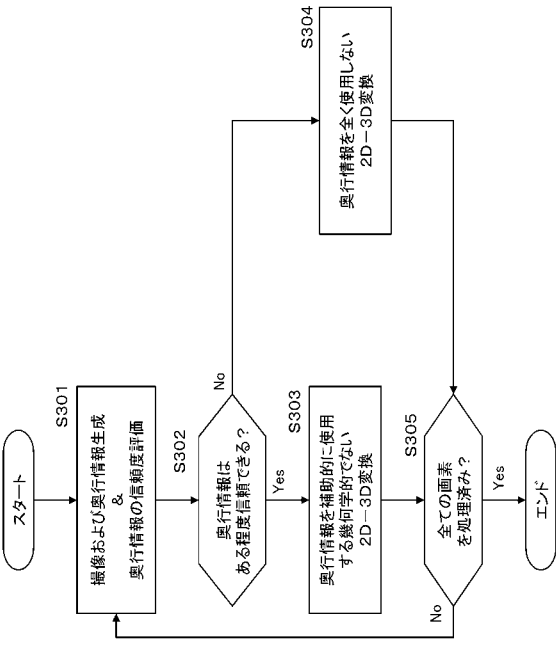 スタート
S301
撮像および奥行情報生成
&
奥行情報の信頼度評価
S302
奥行情報は
ある程度信頼できる?
No
Yes
S303
奥行情報を補助的に使用
する幾何学的でない
2D-3D変換
S304
奥行情報を全く使用しない
2D-3D変換
S305
全ての画素
を処理済み?
No
Yes
エンド